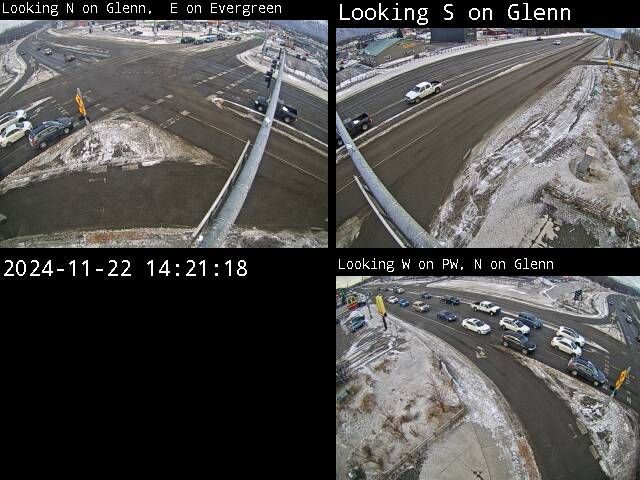 Looking N on Glenn, E on Evergreen
Looking S on Glenn
2024-11-22 14:21:18
Looking W on PW, N on Glenn